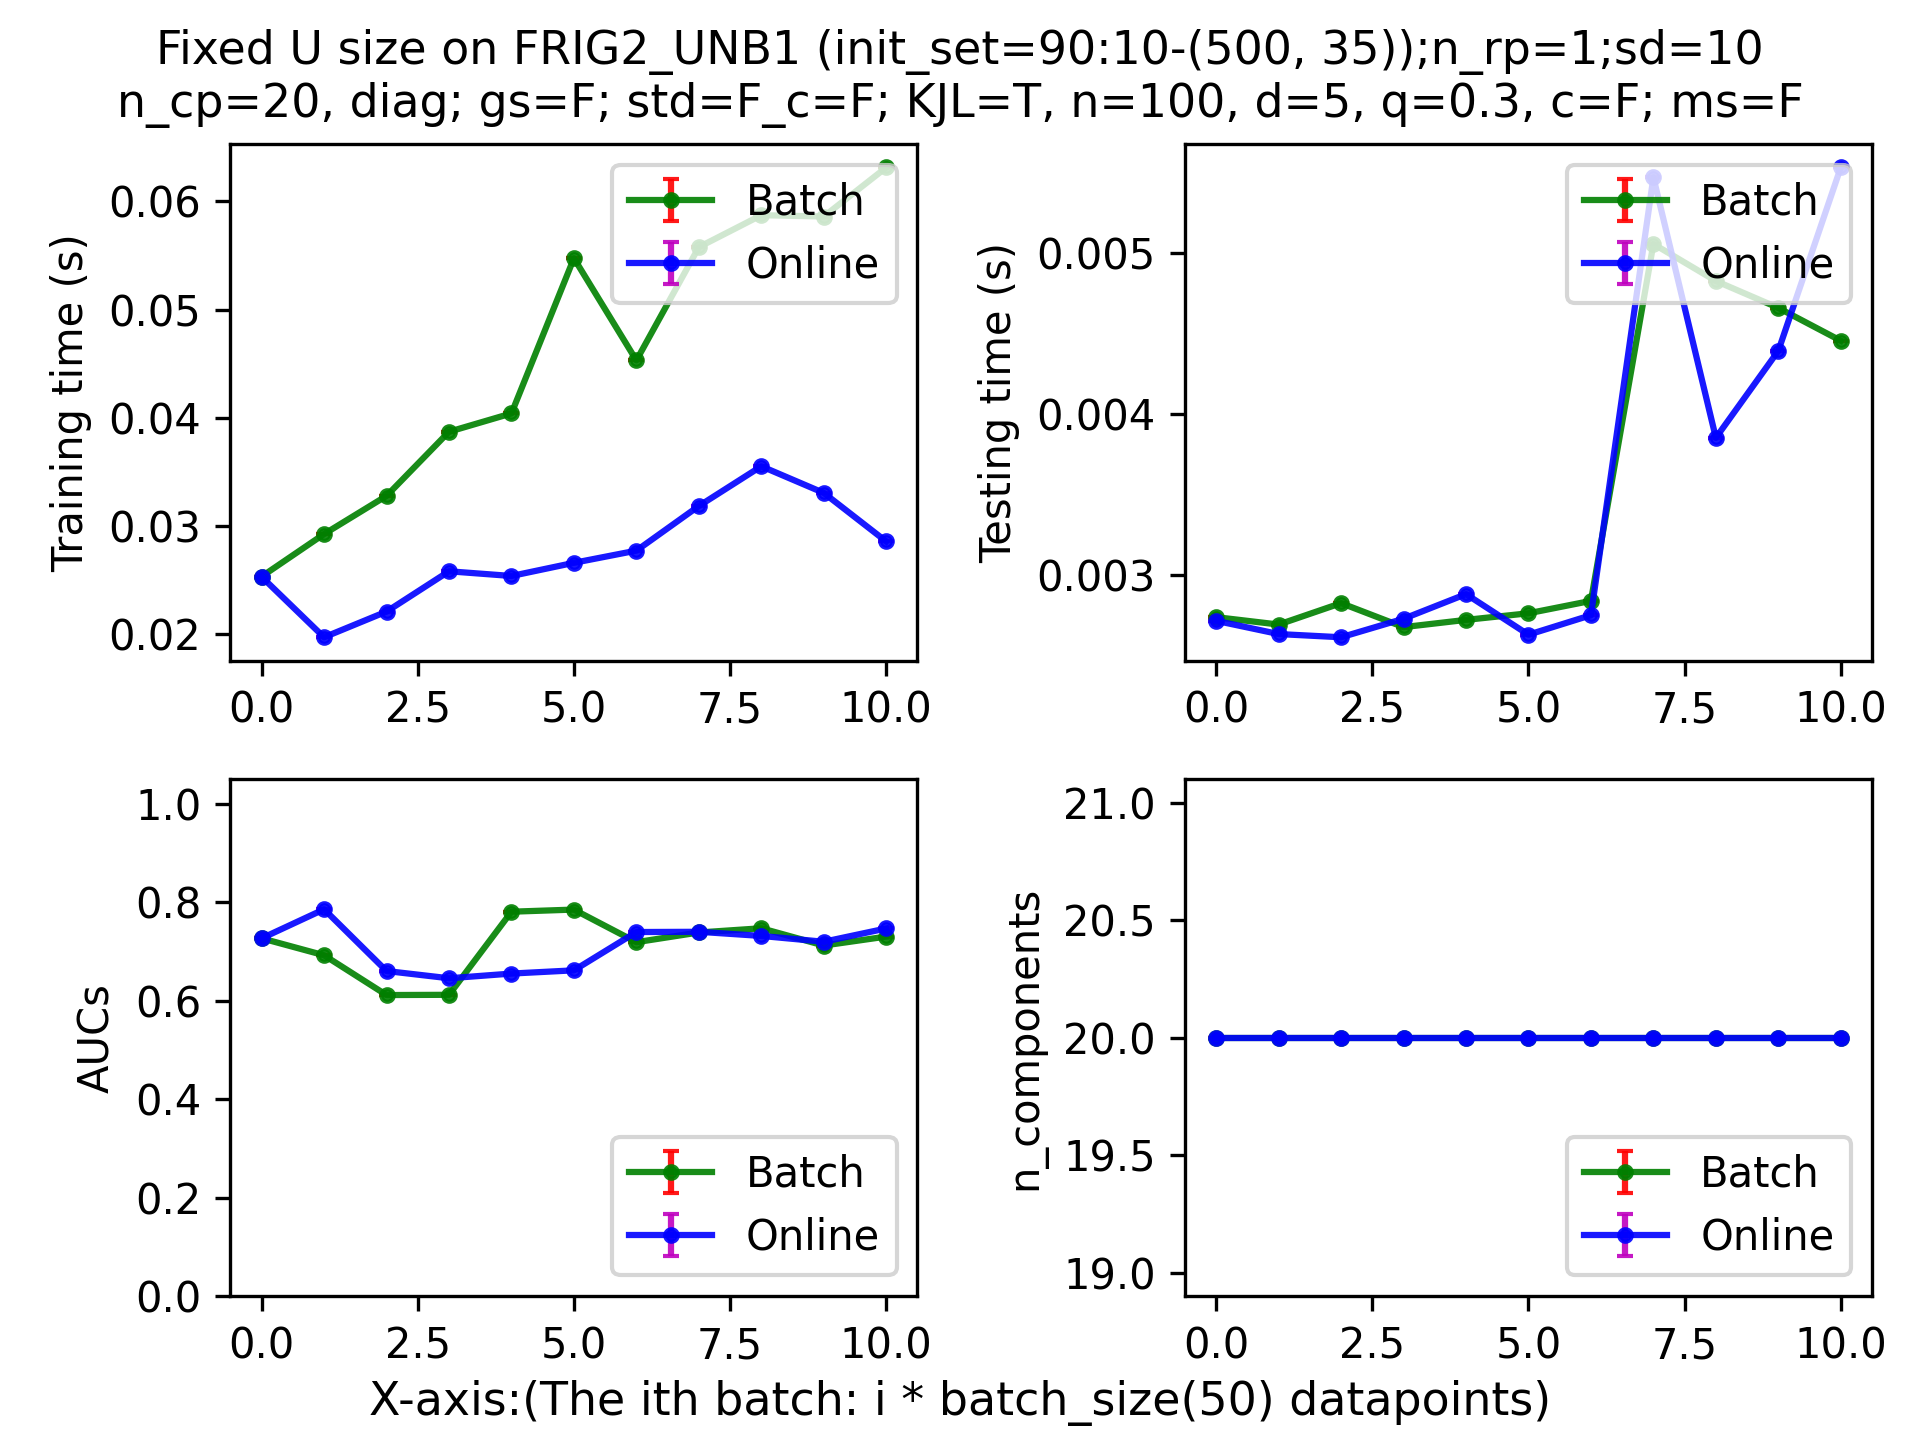 Fixed U size on FRIG2_UNB1 (init_set=90:10-(500, 35));n_rp=1;sd=10
n_cp=20, diag; gs=F; std=F_c=F; KJL=T, n=100, d=5, q=0.3, c=F; ms=F
Training time (s)
0.06
0.05
0.04
0.03
0.02
0.0 2.5 5.0 7.5 10.0
Batch
Online
Testing time (s)
0.005
0.004
0.003
0.0 2.5 5.0 7.5 10.0
Batch
Online
AUCs
1.0
0.8
0.6
0.4
0.2
0.0
0.0 2.5 5.0 7.5 10.0
Batch
Online
n_components
21.0
20.5
20.0
19.5
19.0
0.0 2.5 5.0 7.5 10.0
Batch
Online
X-axis:(The ith batch: i * batch_size(50) datapoints)